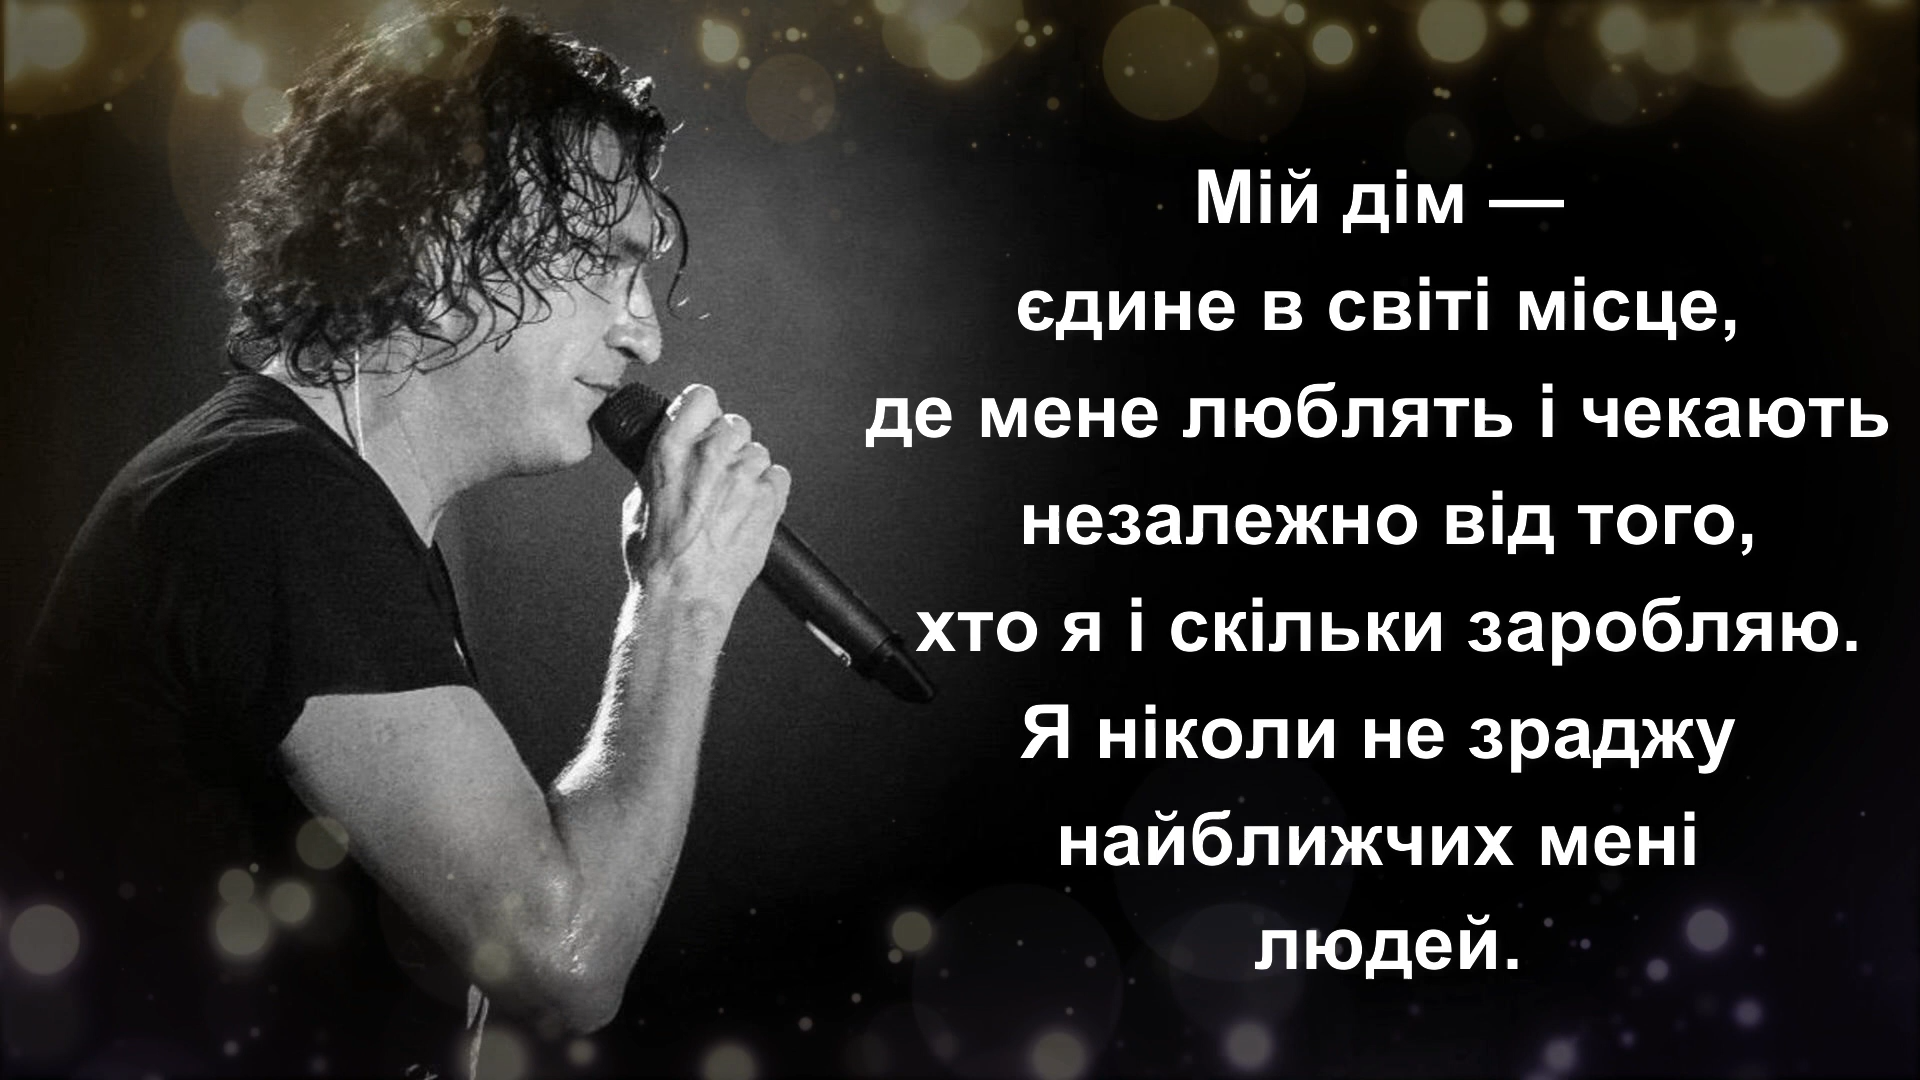 Мій дім —
єдине в світі місце,
де мене люблять і чекають
незалежно від того,
хто я і скільки заробляю.
Я ніколи не зраджу
найближчих мені
людей.